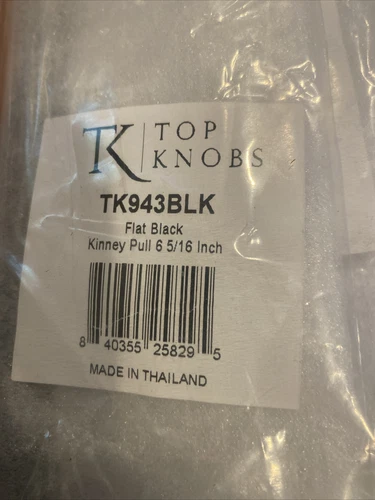 TK TOP
KNOBS
TK943BLK
Flat Black
Kinney Pull 6 5/16 Inch
8 40355 25829 5
MADE IN THAILAND